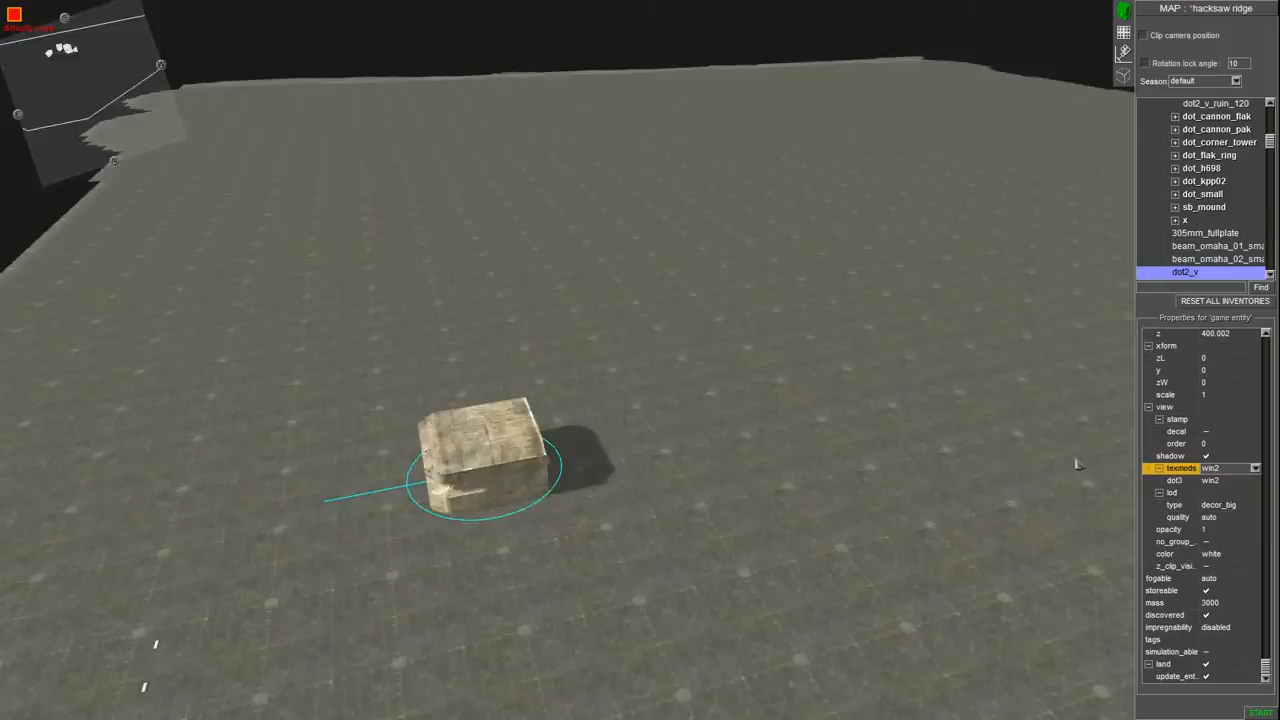 MAP : *hacksaw ridge
Clip camera position
Rotation lock angle : 10
Season: default
dot2_v_ruin_120
dot_cannon_flak
dot_cannon_pak
dot_corner_tower
dot_flak_ring
dot_h698
dot_kpp02
dot_small
sb_mound
x
305mm_fullplate
beam_omaha_01_sma
beam_omaha_02_sma
dot2_v
Find
RESET ALL INVENTORIES
Properties for 'game entity'
z 400.002
xform
zL 0
y 0
zW 0
scale 1
view
stamp
decal
order 0
shadow
texmods win2
dot3 win2
lod
type decor_big
quality auto
opacity 1
no_group_..
color white
z_clip_visi..
fogable auto
storeable
mass 3000
discovered
impregnability disabled
tags
simulation_able
land
update_ent..
START